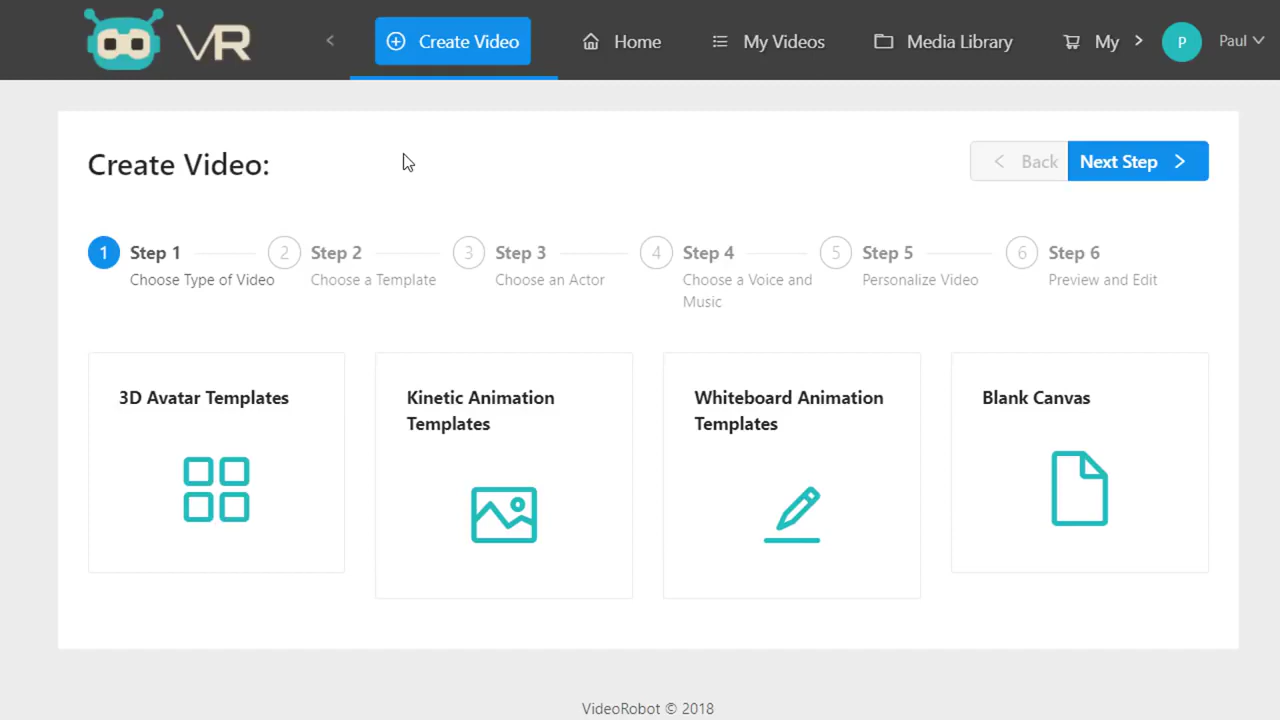 VR
Create Video
Home
My Videos
Media Library
My
P
Paul
Create Video:
Back
Next Step
1
Step 1
Choose Type of Video
2
Step 2
Choose a Template
3
Step 3
Choose an Actor
4
Step 4
Choose a Voice and
Music
5
Step 5
Personalize Video
6
Step 6
Preview and Edit
3D Avatar Templates
Kinetic Animation
Templates
Whiteboard Animation
Templates
Blank Canvas
VideoRobot © 2018